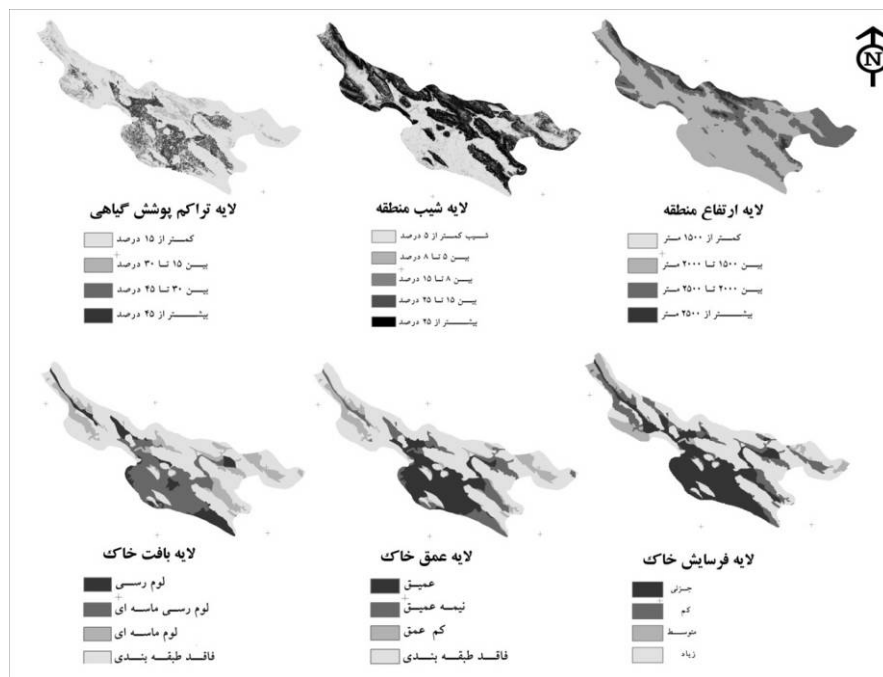 N
لایه ارتفاع منطقه
کمتر از ۱۵۰۰ متر
بین ۱۵۰۰ تا ۲۰۰۰ متر
بین ۲۰۰۰ تا ۲۵۰۰ متر
بیشتر از ۲۵۰۰ متر
لایه شیب منطقه
شیب کمتر از ۵ درصد
بین ۵ تا ۸ درصد
بین ۸ تا ۱۵ درصد
بین ۱۵ تا ۲۵ درصد
بیشتر از ۲۵ درصد
لایه تراکم پوشش گیاهی
کمتر از ۱۵ درصد
بین ۱۵ تا ۳۰ درصد
بین ۳۰ تا ۴۵ درصد
بیشتر از ۴۵ درصد
لایه فرسایش خاک
جزئی
کم
متوسط
زیاد
لایه عمق خاک
عمیق
نیمه عمیق
کم عمق
فاقد طبقه بندی
لایه بافت خاک
لوم رسی
لوم رسی ماسه ای
لوم ماسه ای
فاقد طبقه بندی